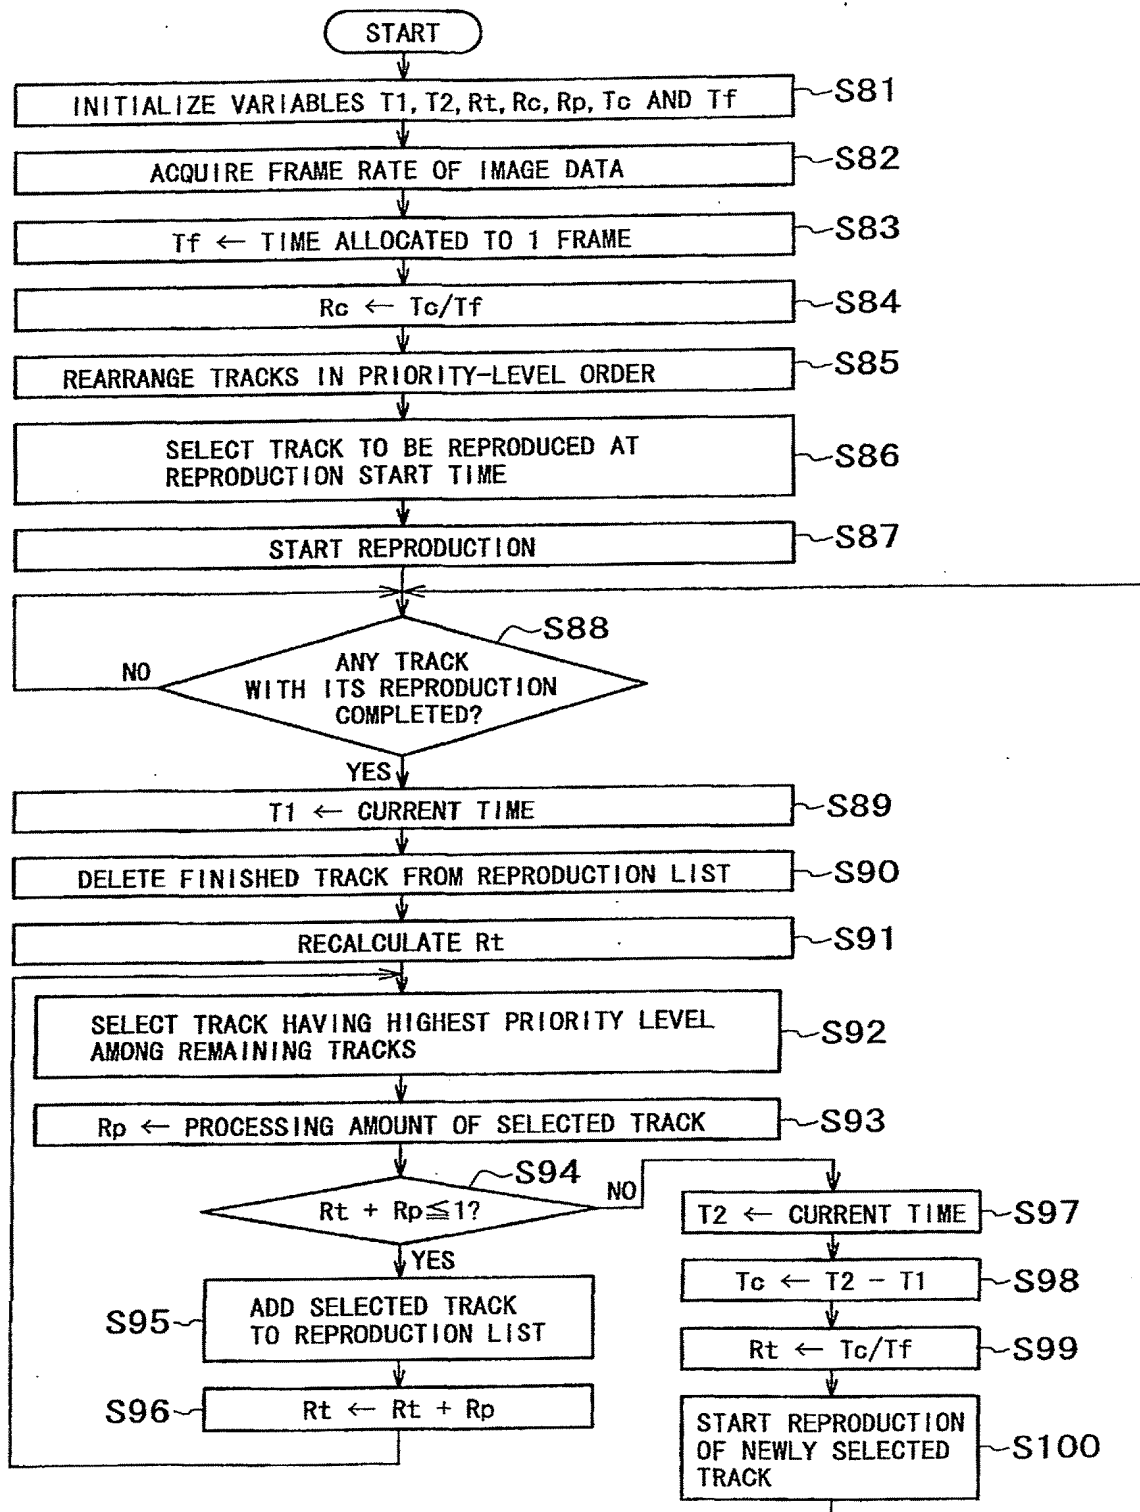 START
INITIALIZE VARIABLES T1, T2, Rt, Rc, Rp, Tc AND Tf
S81
ACQUIRE FRAME RATE OF IMAGE DATA
S82
Tf ← TIME ALLOCATED TO 1 FRAME
S83
Rc ← Tc/Tf
S84
REARRANGE TRACKS IN PRIORITY-LEVEL ORDER
S85
SELECT TRACK TO BE REPRODUCED AT
REPRODUCTION START TIME
S86
START REPRODUCTION
S87
S88
ANY TRACK
WITH ITS REPRODUCTION
COMPLETED?
NO
YES
T1 ← CURRENT TIME
S89
DELETE FINISHED TRACK FROM REPRODUCTION LIST
S90
RECALCULATE Rt
S91
SELECT TRACK HAVING HIGHEST PRIORITY LEVEL
AMONG REMAINING TRACKS
S92
Rp ← PROCESSING AMOUNT OF SELECTED TRACK
S93
S94
Rt + Rp≦1?
NO
YES
S95
ADD SELECTED TRACK
TO REPRODUCTION LIST
S96
Rt ← Rt + Rp
T2 ← CURRENT TIME
S97
Tc ← T2 - T1
S98
Rt ← Tc/Tf
S99
START REPRODUCTION
OF NEWLY SELECTED
TRACK
S100